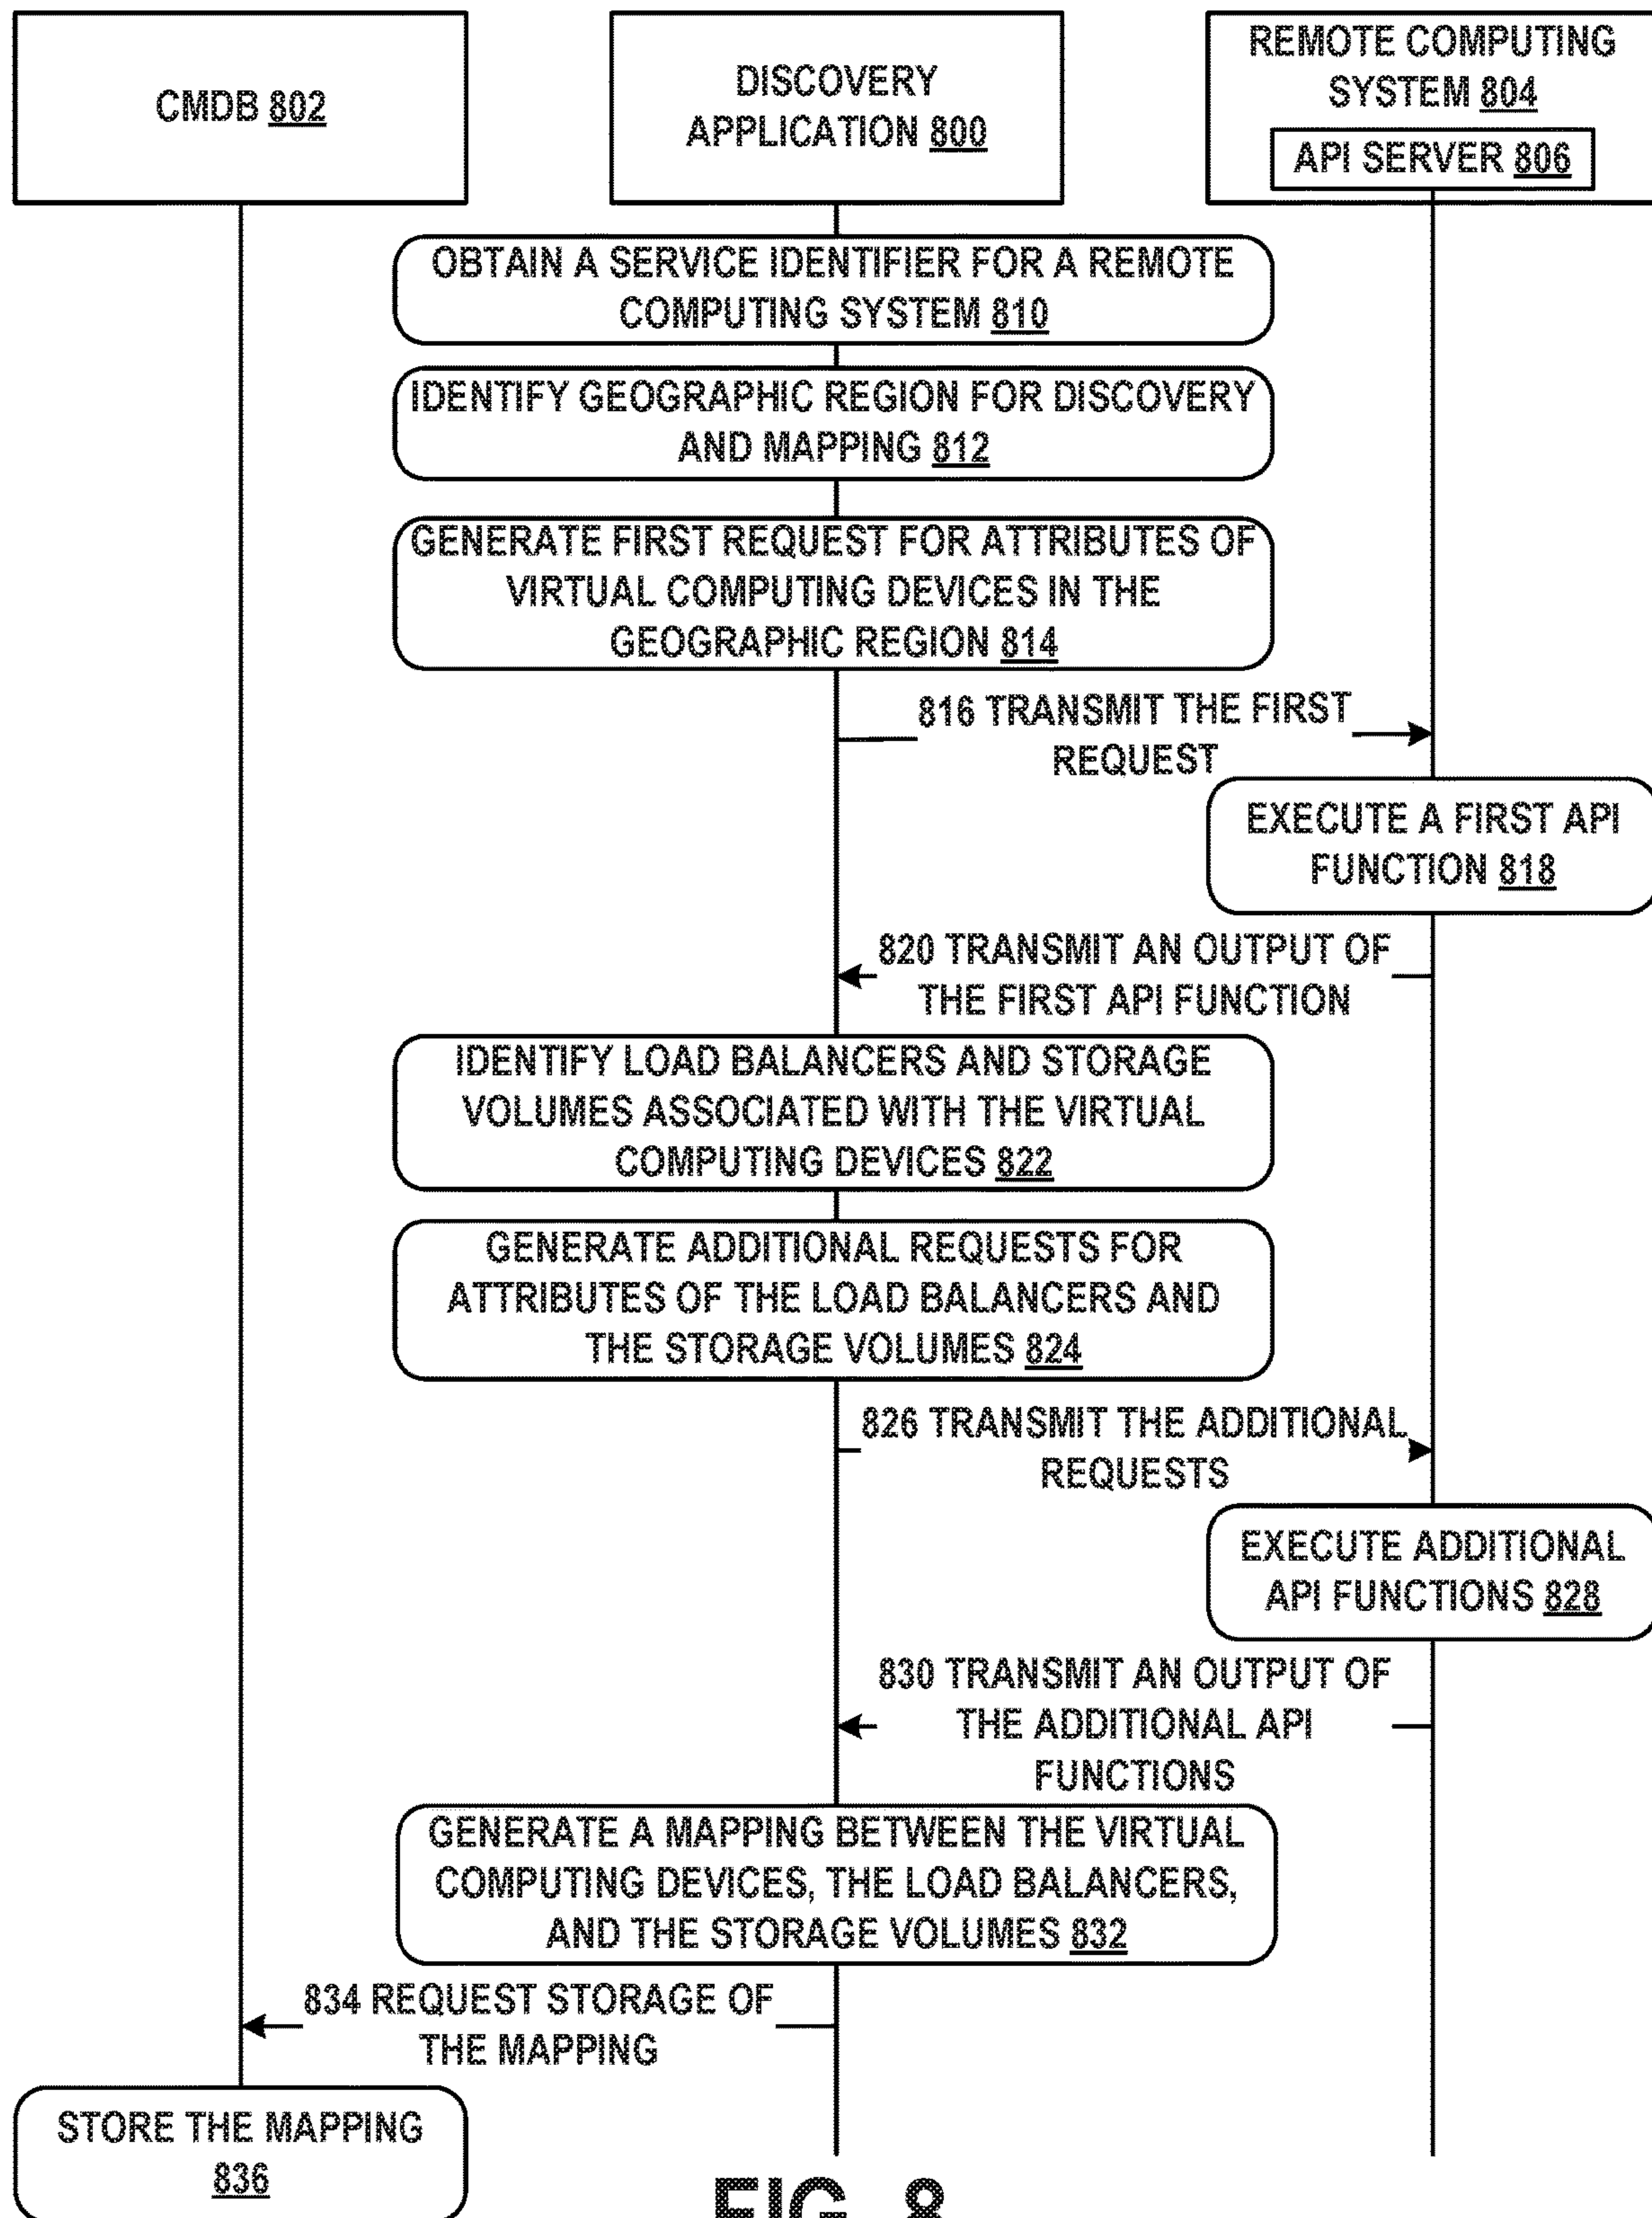 CMDB 802
DISCOVERY
APPLICATION 800
REMOTE COMPUTING
SYSTEM 804
API SERVER 806
OBTAIN A SERVICE IDENTIFIER FOR A REMOTE
COMPUTING SYSTEM 810
IDENTIFY GEOGRAPHIC REGION FOR DISCOVERY
AND MAPPING 812
GENERATE FIRST REQUEST FOR ATTRIBUTES OF
VIRTUAL COMPUTING DEVICES IN THE
GEOGRAPHIC REGION 814
816 TRANSMIT THE FIRST
REQUEST
EXECUTE A FIRST API
FUNCTION 818
820 TRANSMIT AN OUTPUT OF
THE FIRST API FUNCTION
IDENTIFY LOAD BALANCERS AND STORAGE
VOLUMES ASSOCIATED WITH THE VIRTUAL
COMPUTING DEVICES 822
GENERATE ADDITIONAL REQUESTS FOR
ATTRIBUTES OF THE LOAD BALANCERS AND
THE STORAGE VOLUMES 824
826 TRANSMIT THE ADDITIONAL
REQUESTS
EXECUTE ADDITIONAL
API FUNCTIONS 828
830 TRANSMIT AN OUTPUT OF
THE ADDITIONAL API
FUNCTIONS
GENERATE A MAPPING BETWEEN THE VIRTUAL
COMPUTING DEVICES, THE LOAD BALANCERS,
AND THE STORAGE VOLUMES 832
834 REQUEST STORAGE OF
THE MAPPING
STORE THE MAPPING
836
FIG. 8